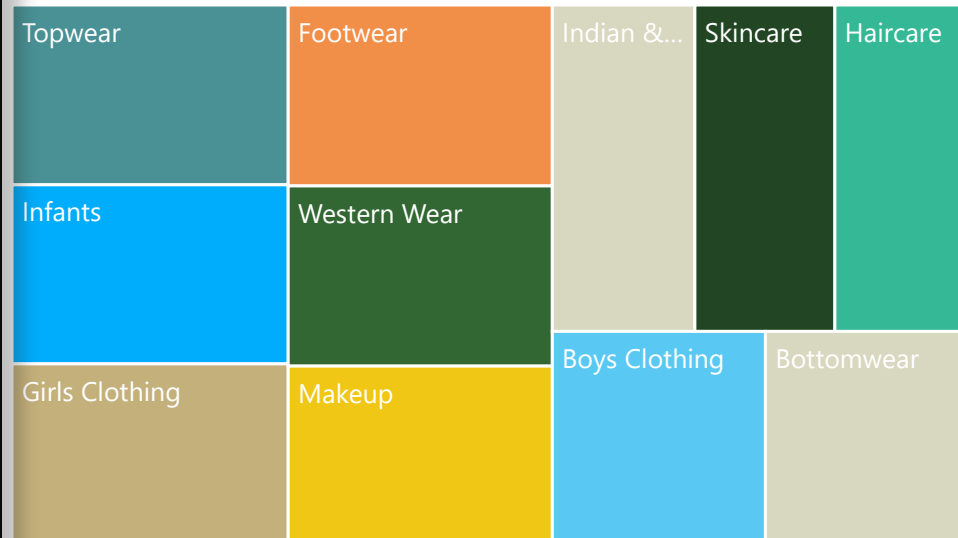 Topwear
Footwear
Indian &...
Skincare
Haircare
Infants
Western Wear
Girls Clothing
Makeup
Boys Clothing
Bottomwear